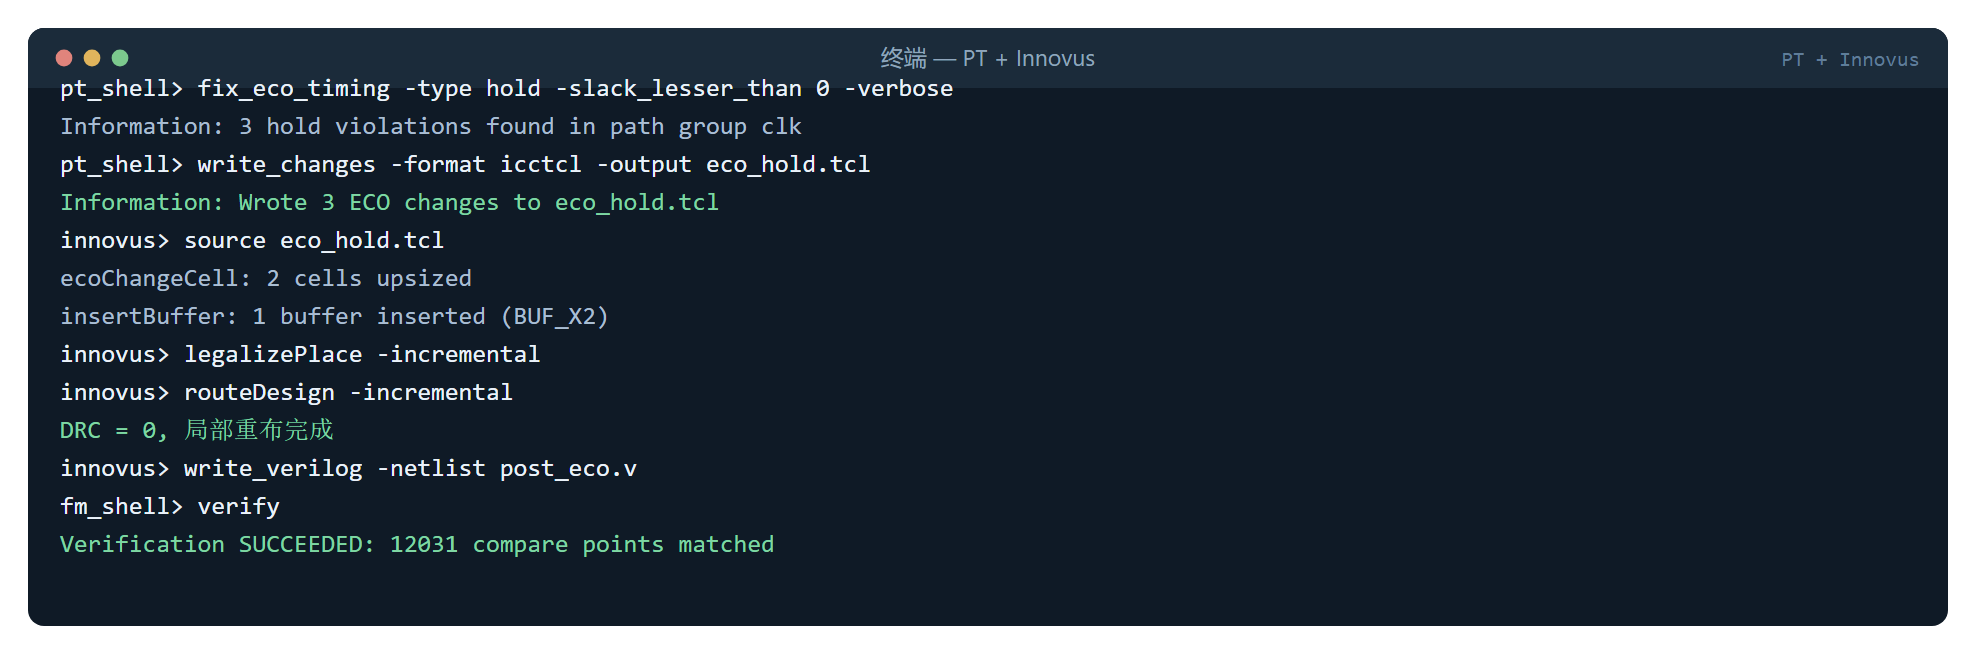 终端 — PT + Innovus
PT + Innovus
pt_shell> fix_eco_timing -type hold -slack_lesser_than 0 -verbose
Information: 3 hold violations found in path group clk
pt_shell> write_changes -format icctcl -output eco_hold.tcl
Information: Wrote 3 ECO changes to eco_hold.tcl
innovus> source eco_hold.tcl
ecoChangeCell: 2 cells upsized
insertBuffer: 1 buffer inserted (BUF_X2)
innovus> legalizePlace -incremental
innovus> routeDesign -incremental
DRC = 0, 局部重布完成
innovus> write_verilog -netlist post_eco.v
fm_shell> verify
Verification SUCCEEDED: 12031 compare points matched